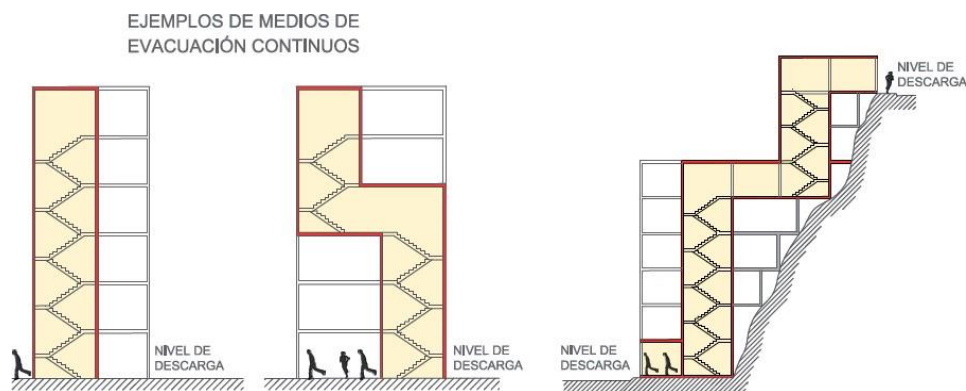 EJEMPLOS DE MEDIOS DE
EVACUACIÓN CONTINUOS
NIVEL DE
DESCARGA
NIVEL DE
DESCARGA
NIVEL DE
DESCARGA
NIVEL DE
DESCARGA